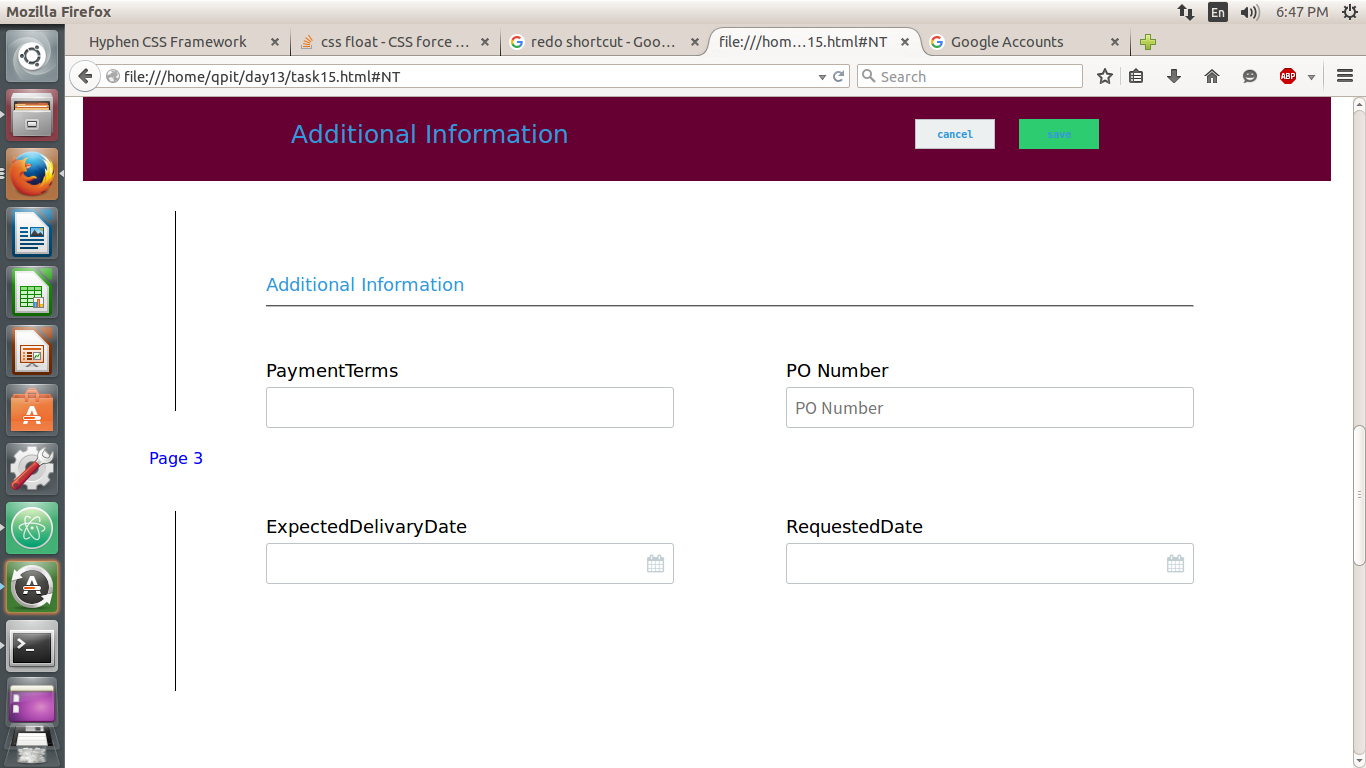 Mozilla Firefox
En
6:47 PM
Hyphen CSS Framework
css float - CSS force ...
redo shortcut - Goo...
file:///hom...15.html#NT
Google Accounts
file:///home/qpit/day13/task15.html#NT
Search
ABP
Additional Information
cancel
save
Additional Information
PaymentTerms
PO Number
PO Number
Page 3
ExpectedDelivaryDate
RequestedDate